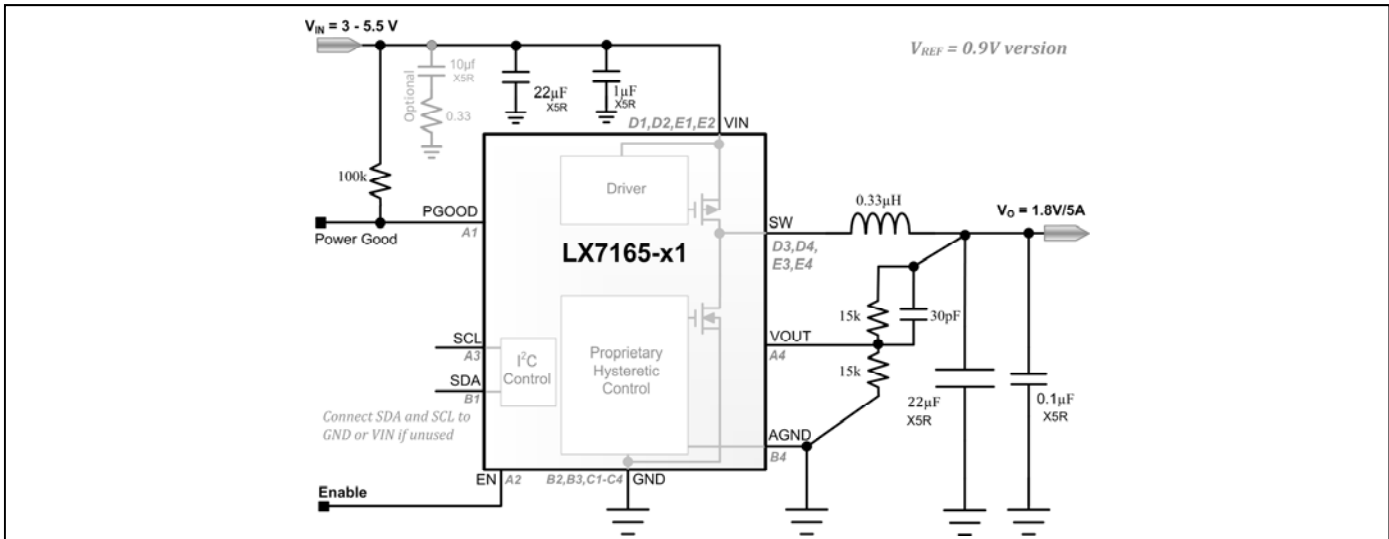 VIN = 3 - 5.5 V
VREF = 0.9V version
Optional
10µf
X5R
0.33
22µF
X5R
1µF
X5R
D1,D2,E1,E2
VIN
100k
Driver
PGOOD
A1
Power Good
LX7165-x1
SW
D3,D4,
E3,E4
0.33µH
VO = 1.8V/5A
15k
30pF
VOUT
A4
15k
SCL
A3
SDA
B1
I2C
Control
Proprietary
Hysteretic
Control
22µF
X5R
0.1µF
X5R
Connect SDA and SCL to
GND or VIN if unused
AGND
B4
EN
A2
B2,B3,C1-C4
GND
Enable